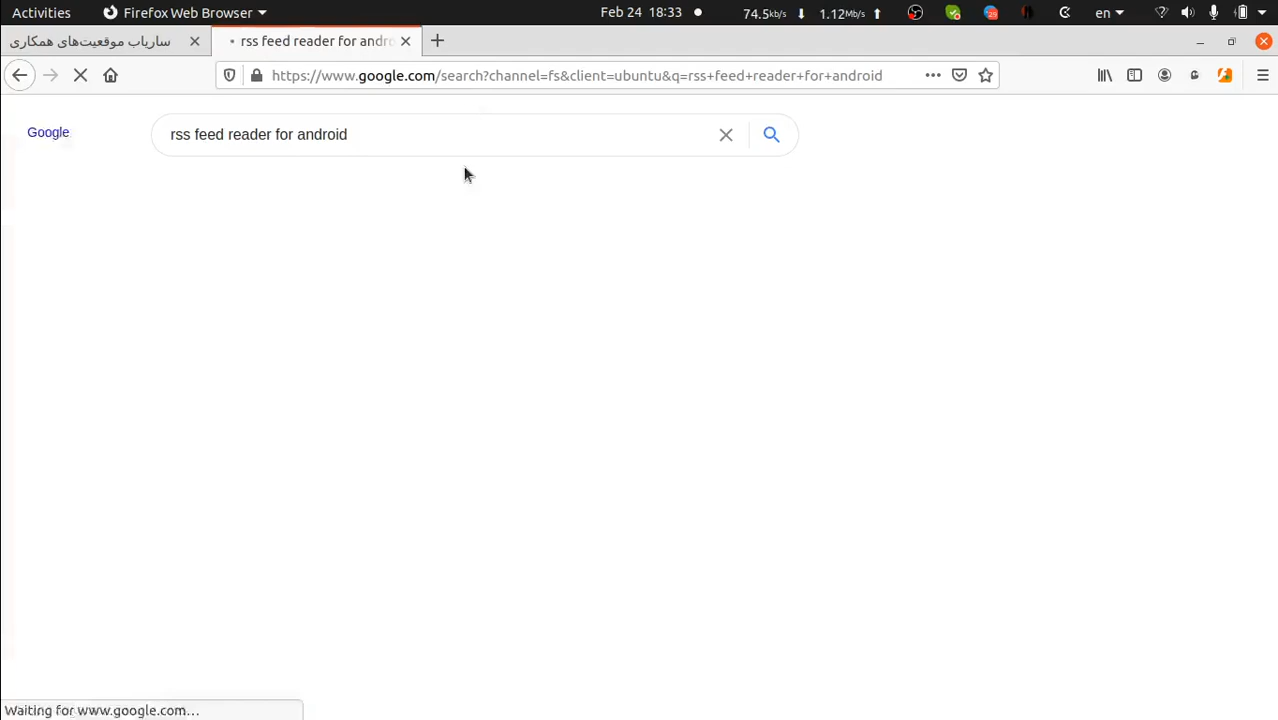 Activities
Firefox Web Browser
Feb 24 18:33
74.5kb/s
1.12Mb/s
en
ساریاب موقعیت‌های همکاری
rss feed reader for andro
https://www.google.com/search?channel=fs&client=ubuntu&q=rss+feed+reader+for+android
Google
rss feed reader for android
Waiting for www.google.com…